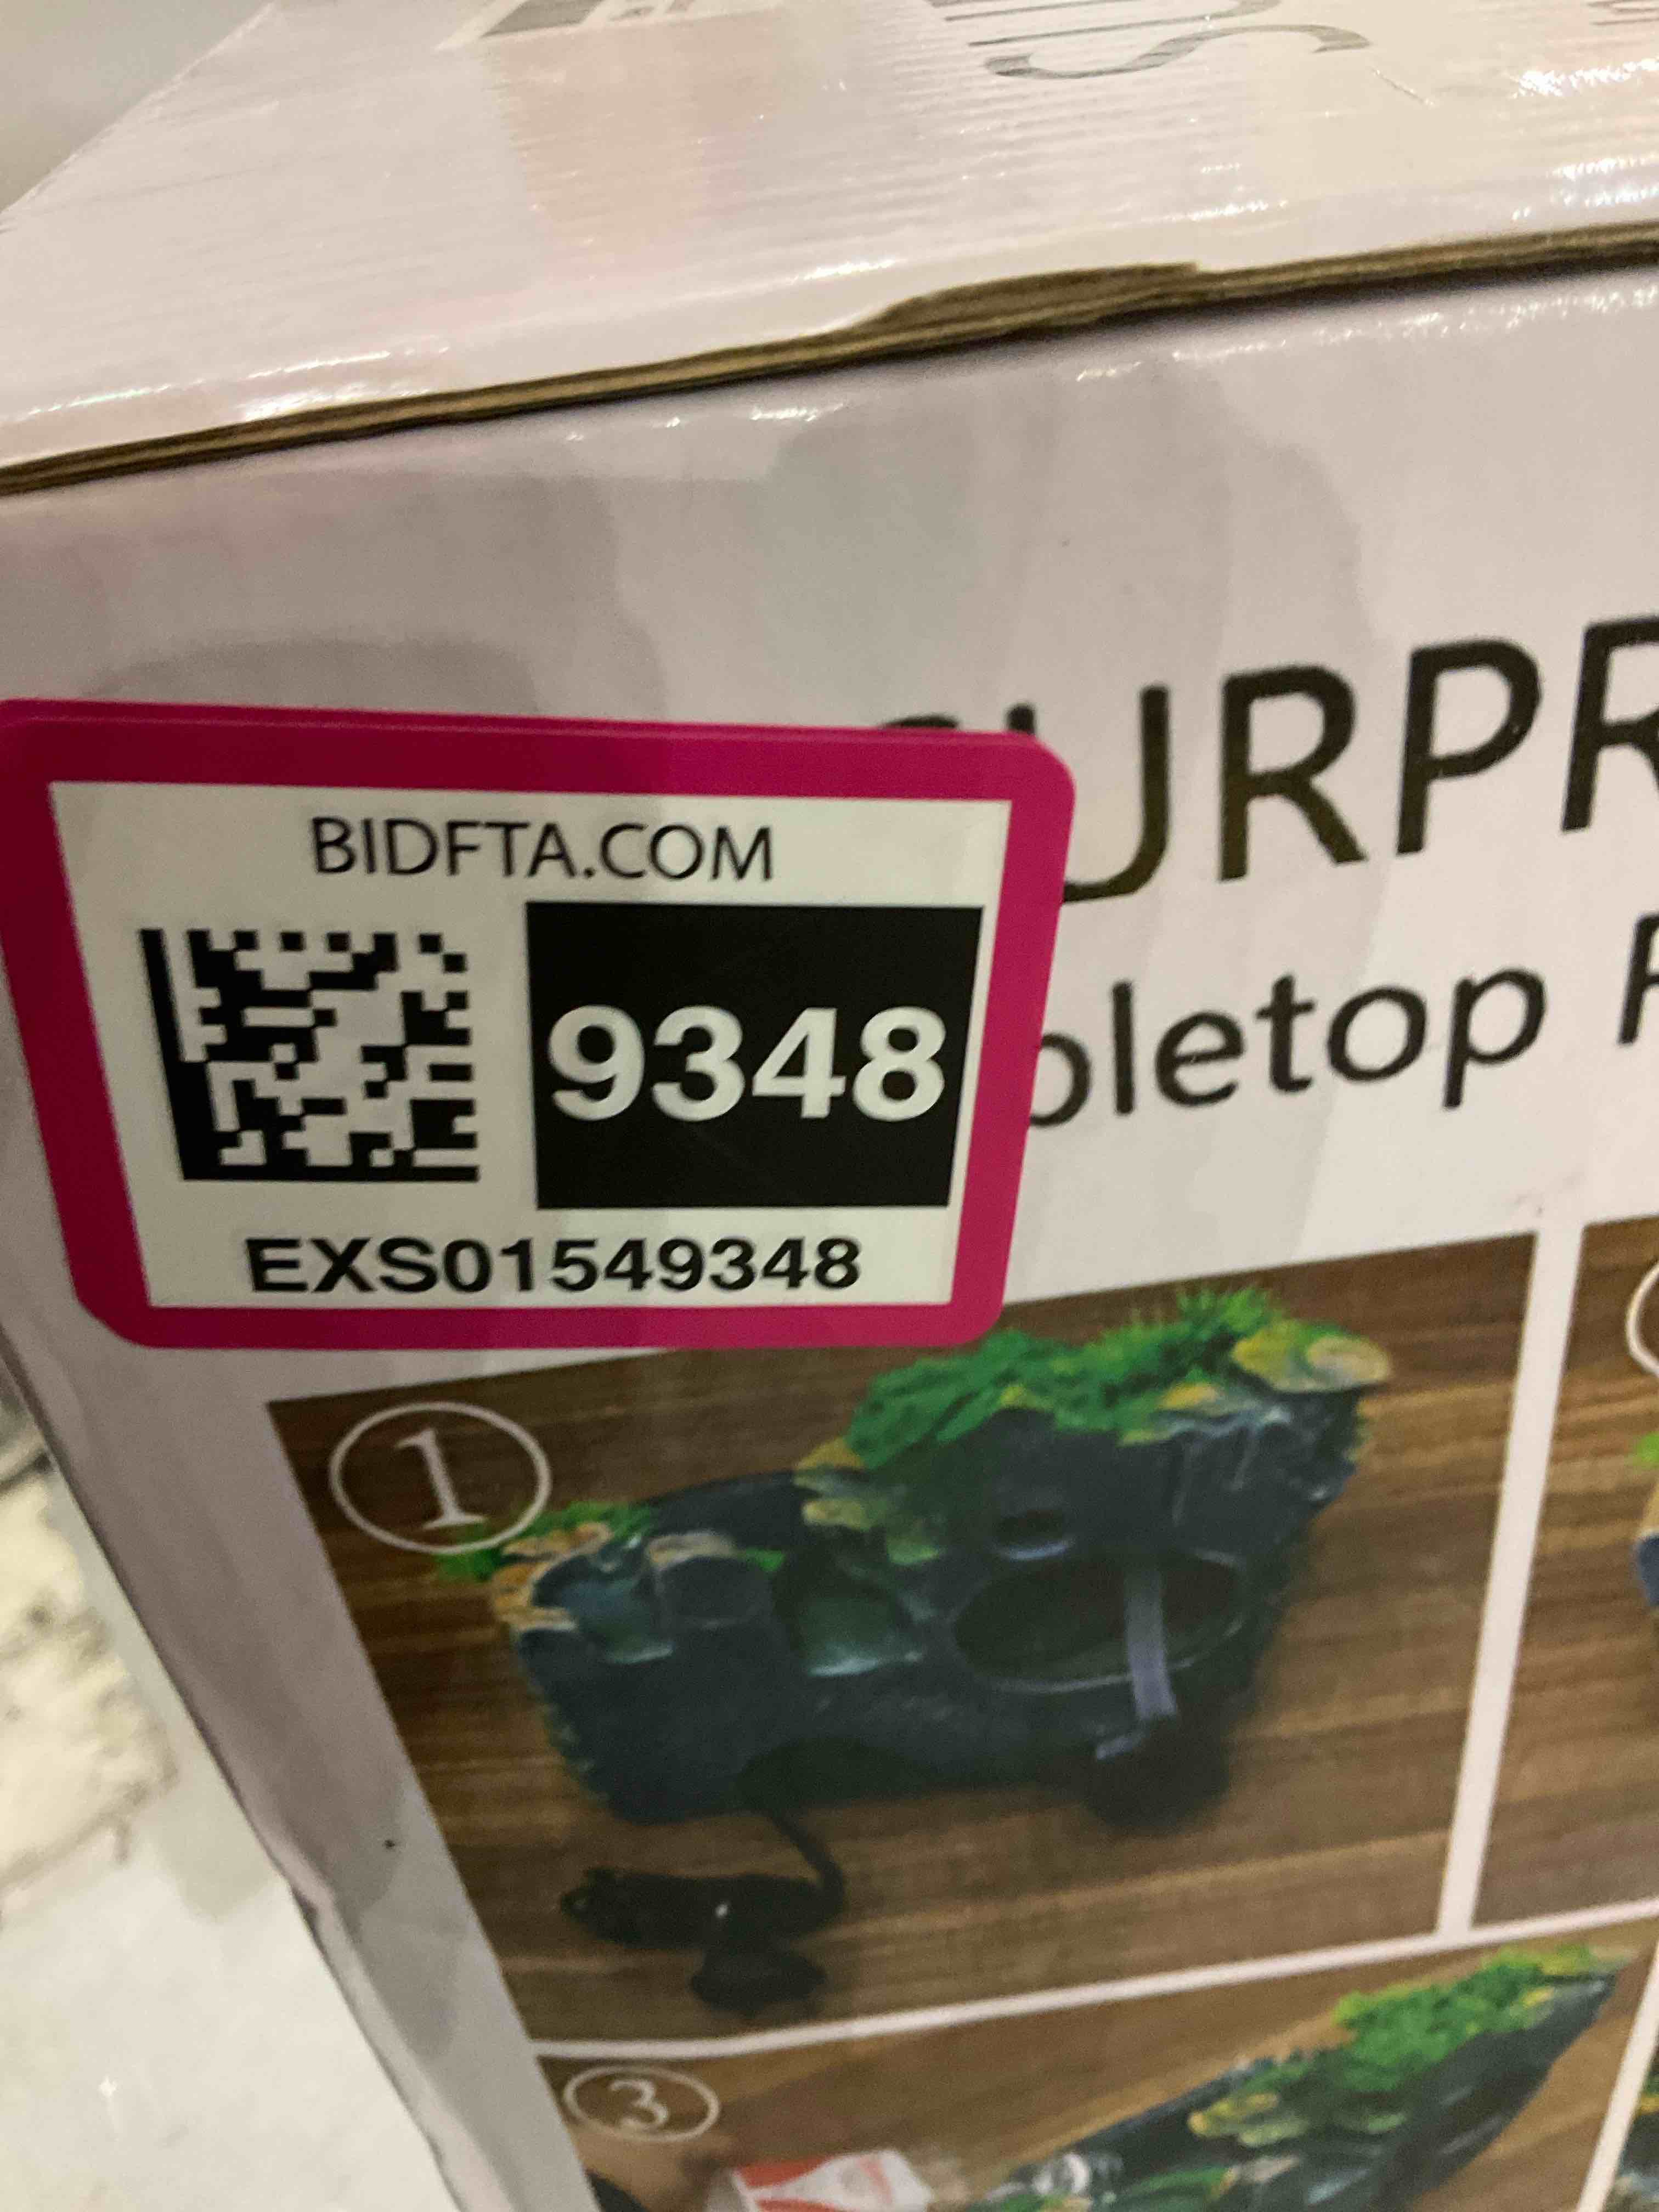 BIDFTA.COM
9348
EXS01549348
URPR
bletop
1
3